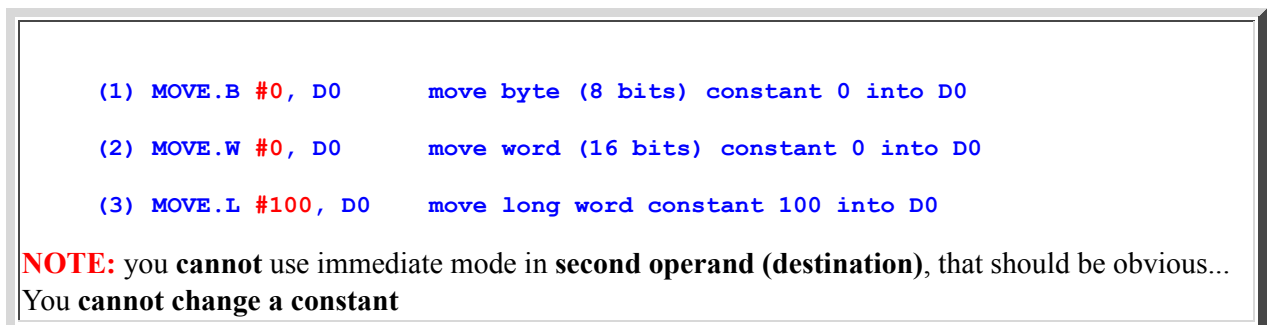 (1) MOVE.B #0, D0 move byte (8 bits) constant 0 into D0
(2) MOVE.W #0, D0 move word (16 bits) constant 0 into D0
(3) MOVE.L #100, D0 move long word constant 100 into D0
NOTE: you cannot use immediate mode in second operand (destination), that should be obvious...
You cannot change a constant